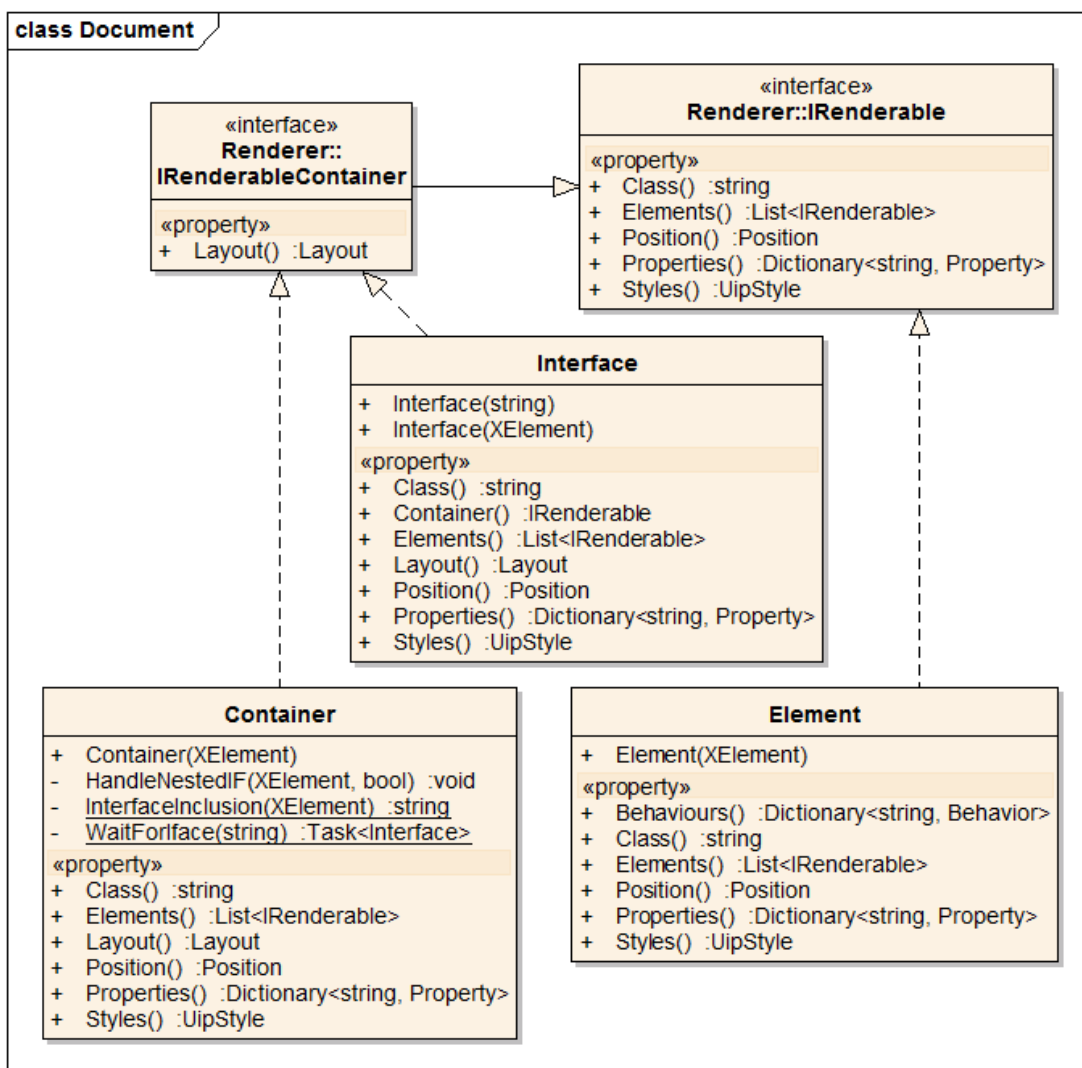 class Document
«interface»
Renderer::
IRenderableContainer
«property»
+ Layout() :Layout
«interface»
Renderer::IRenderable
«property»
+ Class() :string
+ Elements() :List<IRenderable>
+ Position() :Position
+ Properties() :Dictionary<string, Property>
+ Styles() :UipStyle
Interface
+ Interface(string)
+ Interface(XElement)
«property»
+ Class() :string
+ Container() :IRenderable
+ Elements() :List<IRenderable>
+ Layout() :Layout
+ Position() :Position
+ Properties() :Dictionary<string, Property>
+ Styles() :UipStyle
Container
+ Container(XElement)
- HandleNestedIF(XElement, bool) :void
- InterfaceInclusion(XElement) :string
- WaitForIface(string) :Task<Interface>
«property»
+ Class() :string
+ Elements() :List<IRenderable>
+ Layout() :Layout
+ Position() :Position
+ Properties() :Dictionary<string, Property>
+ Styles() :UipStyle
Element
+ Element(XElement)
«property»
+ Behaviours() :Dictionary<string, Behavior>
+ Class() :string
+ Elements() :List<IRenderable>
+ Position() :Position
+ Properties() :Dictionary<string, Property>
+ Styles() :UipStyle